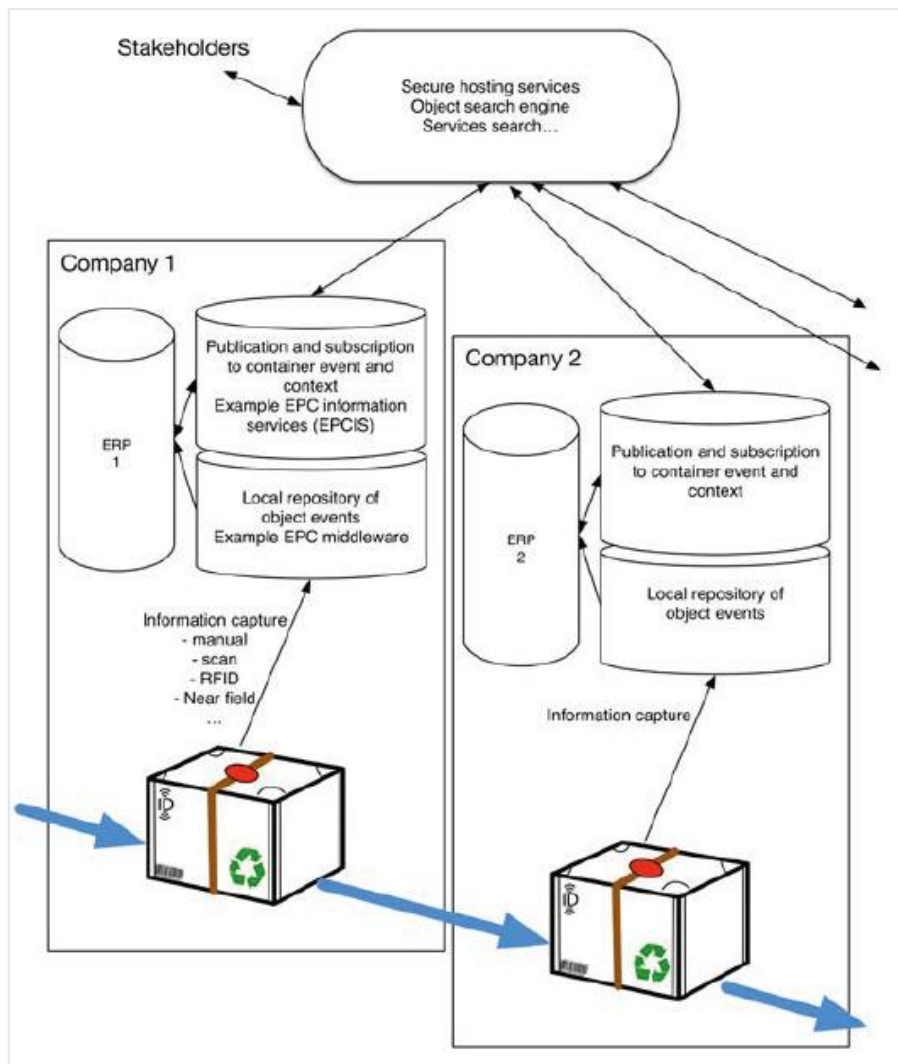 Stakeholders
Secure hosting services
Object search engine
Services search...
Company 1
ERP
1
Publication and subscription
to container event and
context
Example EPC information
services (EPCIS)
Local repository of
object events
Example EPC middleware
Information capture
- manual
- scan
- RFID
- Near field
...
ID
Company 2
ERP
2
Publication and subscription
to container event and
context
Local repository of
object events
Information capture
ID